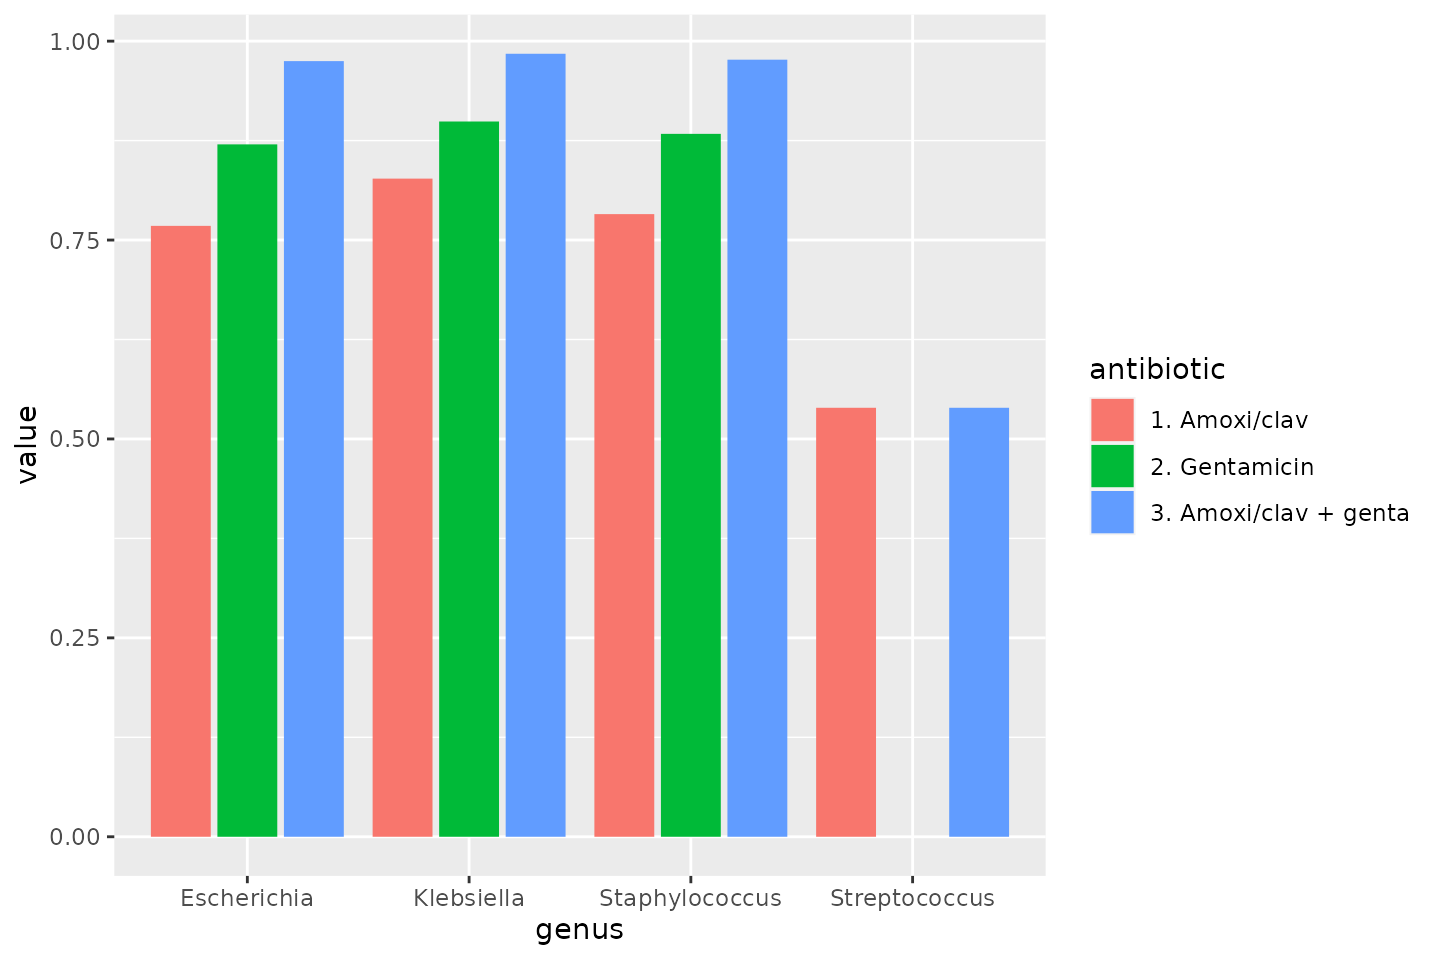 1.00
0.75
0.50
0.25
0.00
value
Escherichia
Klebsiella
Staphylococcus
Streptococcus
genus
antibiotic
1. Amoxi/clav
2. Gentamicin
3. Amoxi/clav + genta